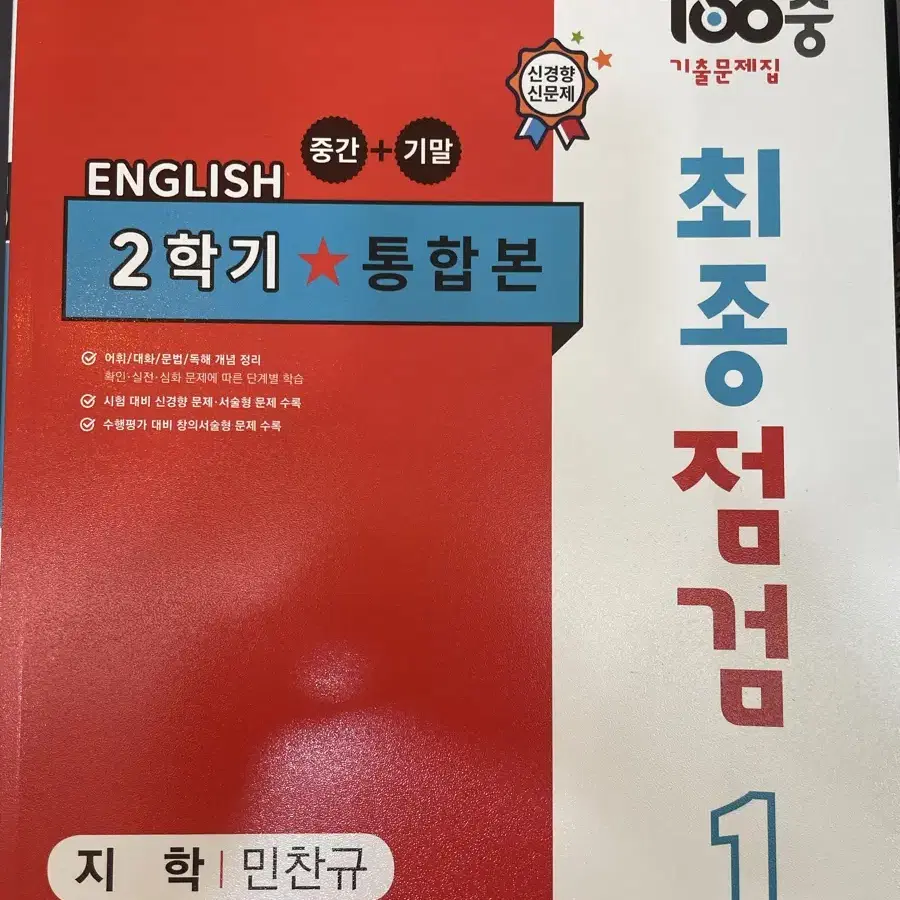 100중
기출문제집
신경향
신문제
중간+기말
ENGLISH
2학기★통합본
어휘/대화/문법/독해 개념 정리
확인·실전·심화 문제에 따른 단계별 학습
시험 대비 신경향 문제·서술형 문제 수록
수행평가 대비 창의서술형 문제 수록
최종점검
1
지학|민찬규